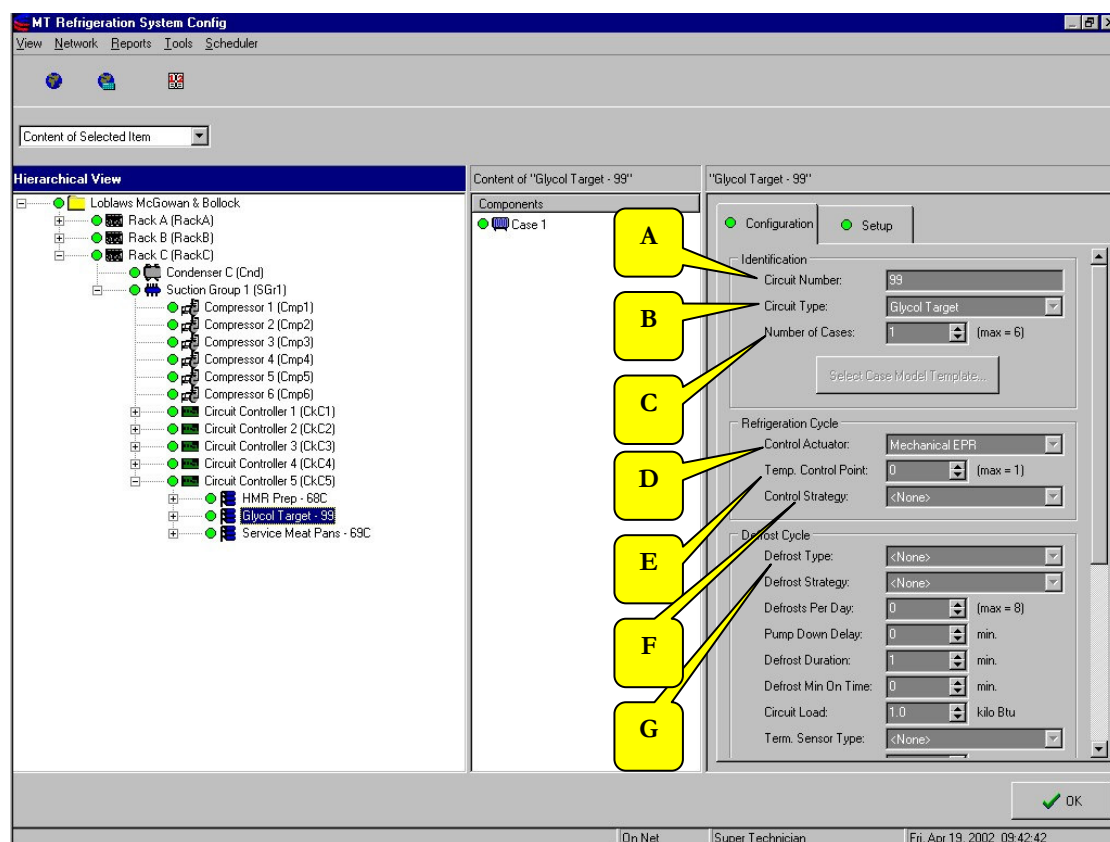 MT Refrigeration System Config
View Network Reports Tools Scheduler
Content of Selected Item
Hierarchical View
Loblaws McGowan & Bollock
Rack A (RackA)
Rack B (RackB)
Rack C (RackC)
Condenser C (Cnd)
Suction Group 1 (SGr1)
Compressor 1 (Cmp1)
Compressor 2 (Cmp2)
Compressor 3 (Cmp3)
Compressor 4 (Cmp4)
Compressor 5 (Cmp5)
Compressor 6 (Cmp6)
Circuit Controller 1 (CkC1)
Circuit Controller 2 (CkC2)
Circuit Controller 3 (CkC3)
Circuit Controller 4 (CkC4)
Circuit Controller 5 (CkC5)
HMR Prep - 68C
Glycol Target - 99
Service Meat Pans - 69C
Content of "Glycol Target - 99"
Components
Case 1
A
B
C
D
E
F
G
"Glycol Target - 99"
Configuration Setup
Identification
Circuit Number: 99
Circuit Type: Glycol Target
Number of Cases: 1 (max = 6)
Select Case Model Template...
Refrigeration Cycle
Control Actuator: Mechanical EPR
Temp. Control Point: 0 (max = 1)
Control Strategy: <None>
Defrost Cycle
Defrost Type: <None>
Defrost Strategy: <None>
Defrosts Per Day: 0 (max = 8)
Pump Down Delay: 0 min.
Defrost Duration: 1 min.
Defrost Min On Time: 0 min.
Circuit Load: 1.0 kilo Btu
Term. Sensor Type: <None>
OK
On Net Super Technician Fri, Apr 19, 2002 09:42:42